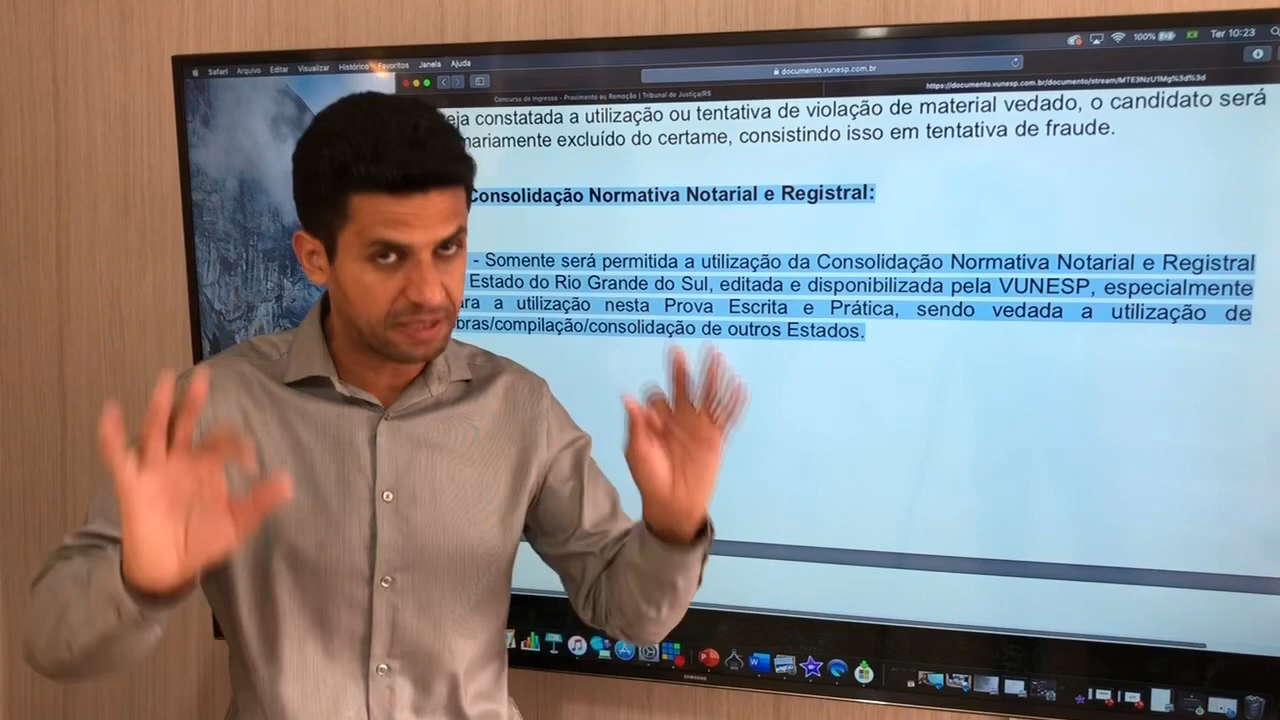 Safari Arquivo Editar Visualizar Histórico Favoritos Janela Ajuda
100% Ter 10:23
documento.vunesp.com.br
Concurso de Ingresso - Provimento ou Remoção | Tribunal de Justiça/RS
https://documento.vunesp.com.br/documento/stream/MTE3NzU1Mg%3d%3d
eja constatada a utilização ou tentativa de violação de material vedado, o candidato será
mariamente excluído do certame, consistindo isso em tentativa de fraude.
Consolidação Normativa Notarial e Registral:
- Somente será permitida a utilização da Consolidação Normativa Notarial e Registral
Estado do Rio Grande do Sul, editada e disponibilizada pela VUNESP, especialmente
ra a utilização nesta Prova Escrita e Prática, sendo vedada a utilização de
bras/compilação/consolidação de outros Estados.
SAMSUNG